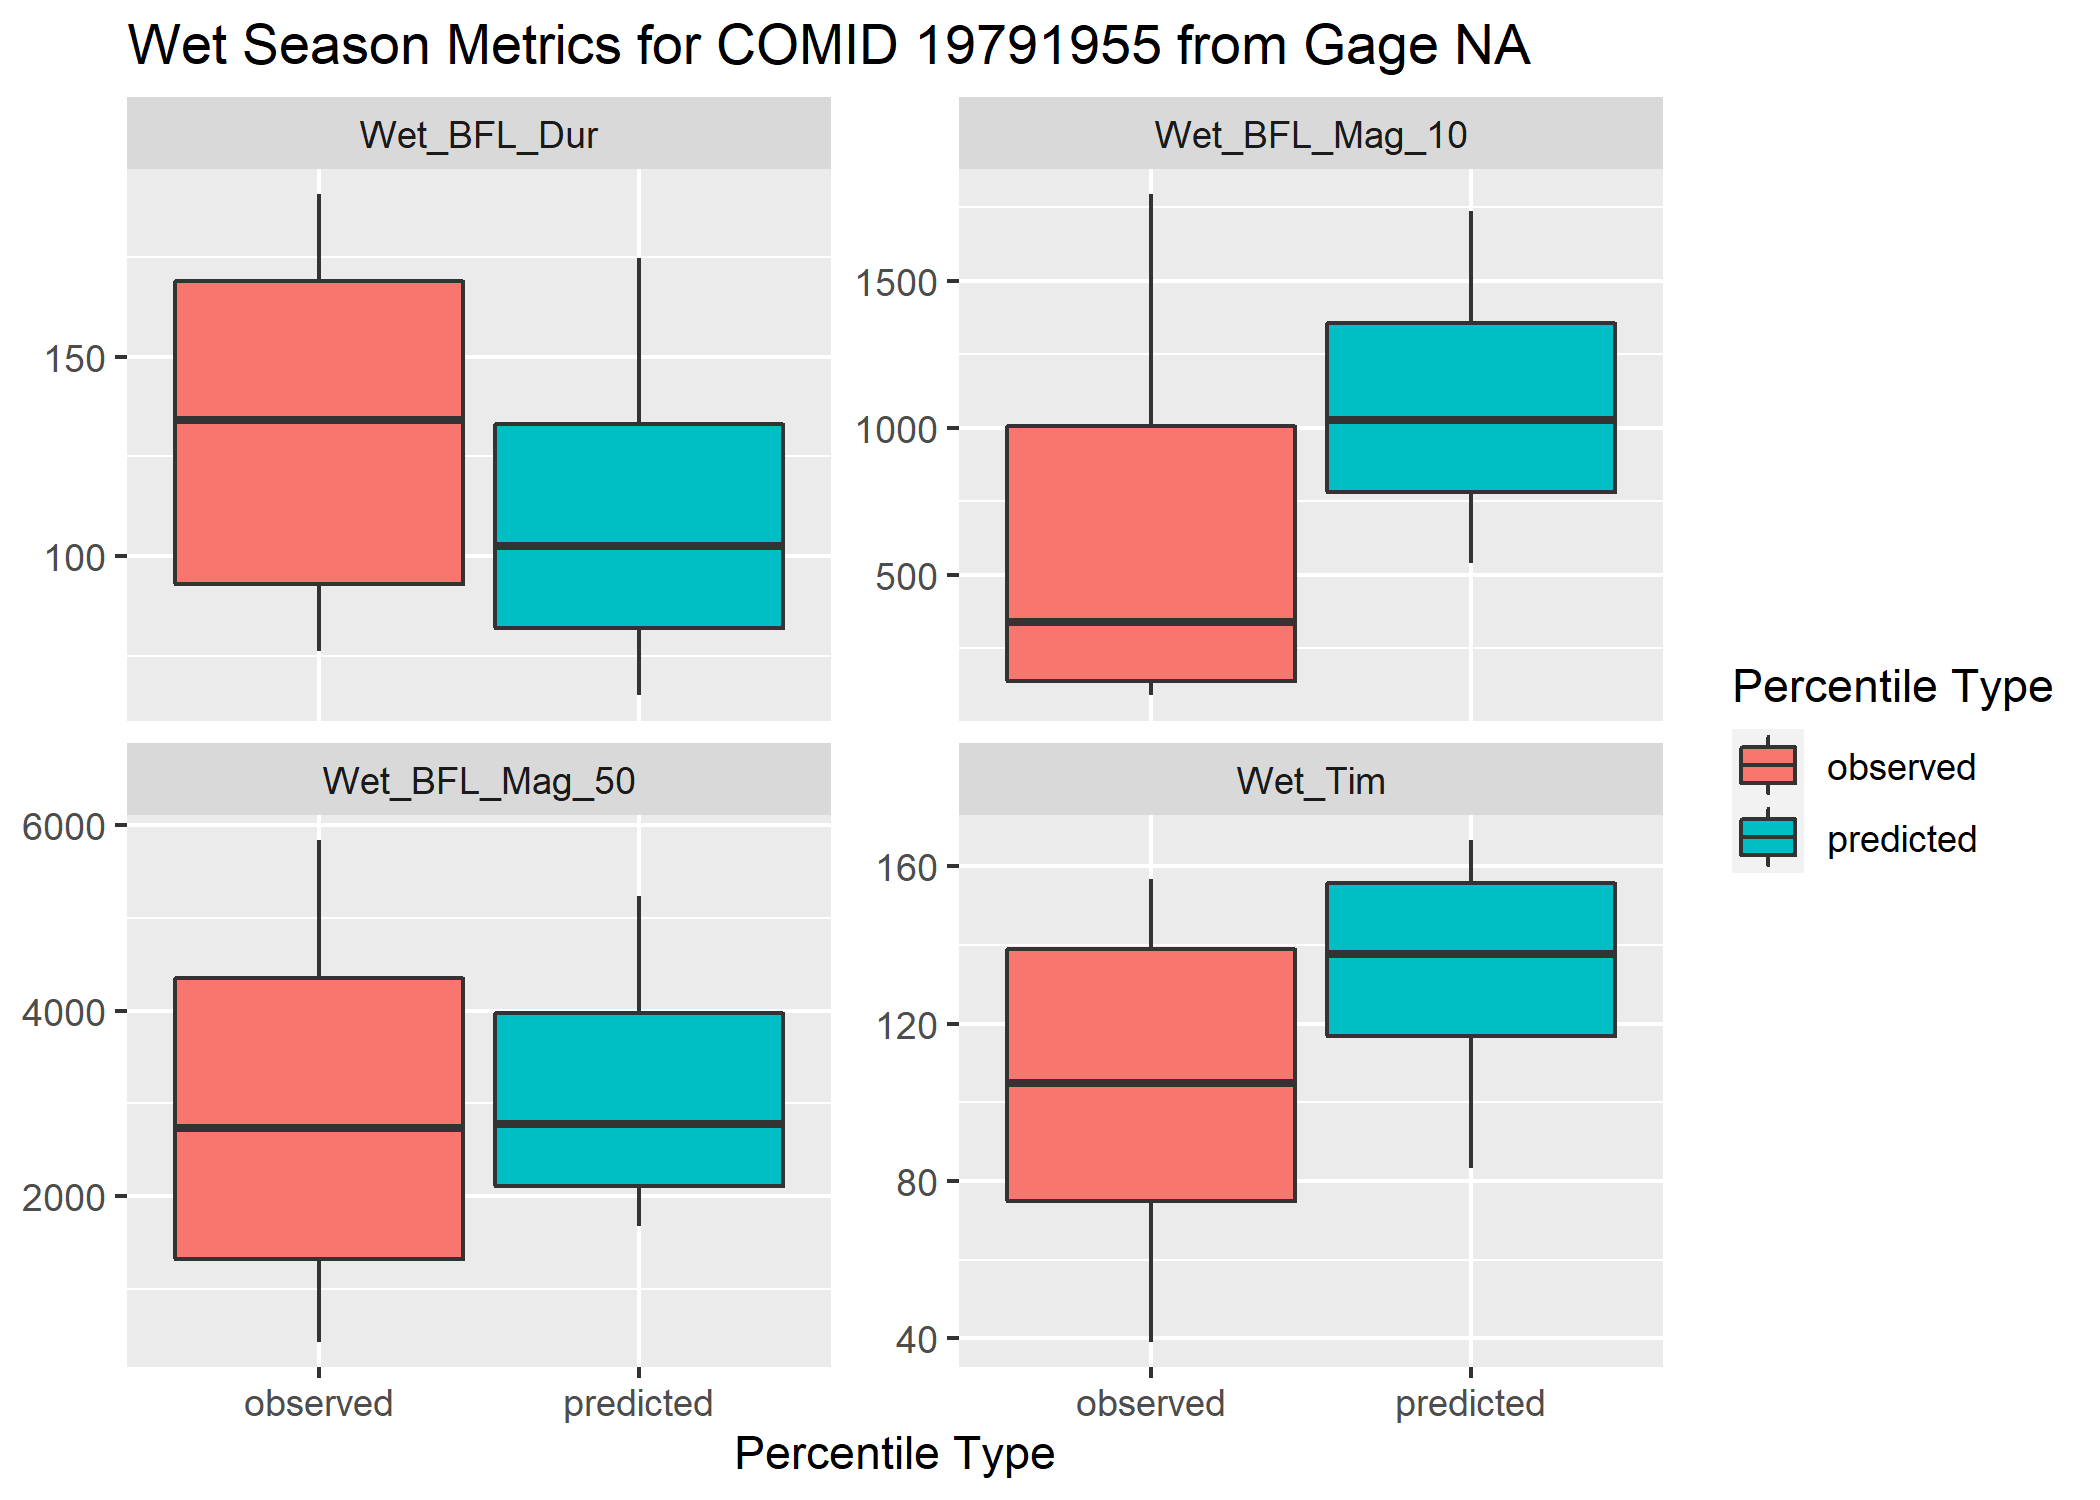 Wet Season Metrics for COMID 19791955 from Gage NA
Wet_BFL_Dur
Wet_BFL_Mag_10
150
100
1500
1000
500
Wet_BFL_Mag_50
Wet_Tim
6000
4000
2000
160
120
80
40
observed
predicted
observed
predicted
Percentile Type
Percentile Type
observed
predicted